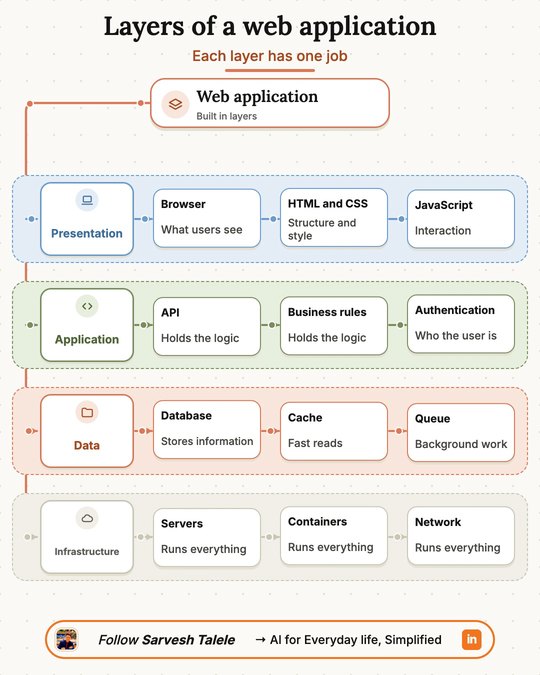 Layers of a web application
Each layer has one job
Web application
Built in layers
Presentation
Browser
What users see
HTML and CSS
Structure and
style
JavaScript
Interaction
Application
API
Holds the logic
Business rules
Holds the logic
Authentication
Who the user is
Data
Database
Stores information
Cache
Fast reads
Queue
Background work
Infrastructure
Servers
Runs everything
Containers
Runs everything
Network
Runs everything
Follow Sarvesh Talele → AI for Everyday life, Simplified in